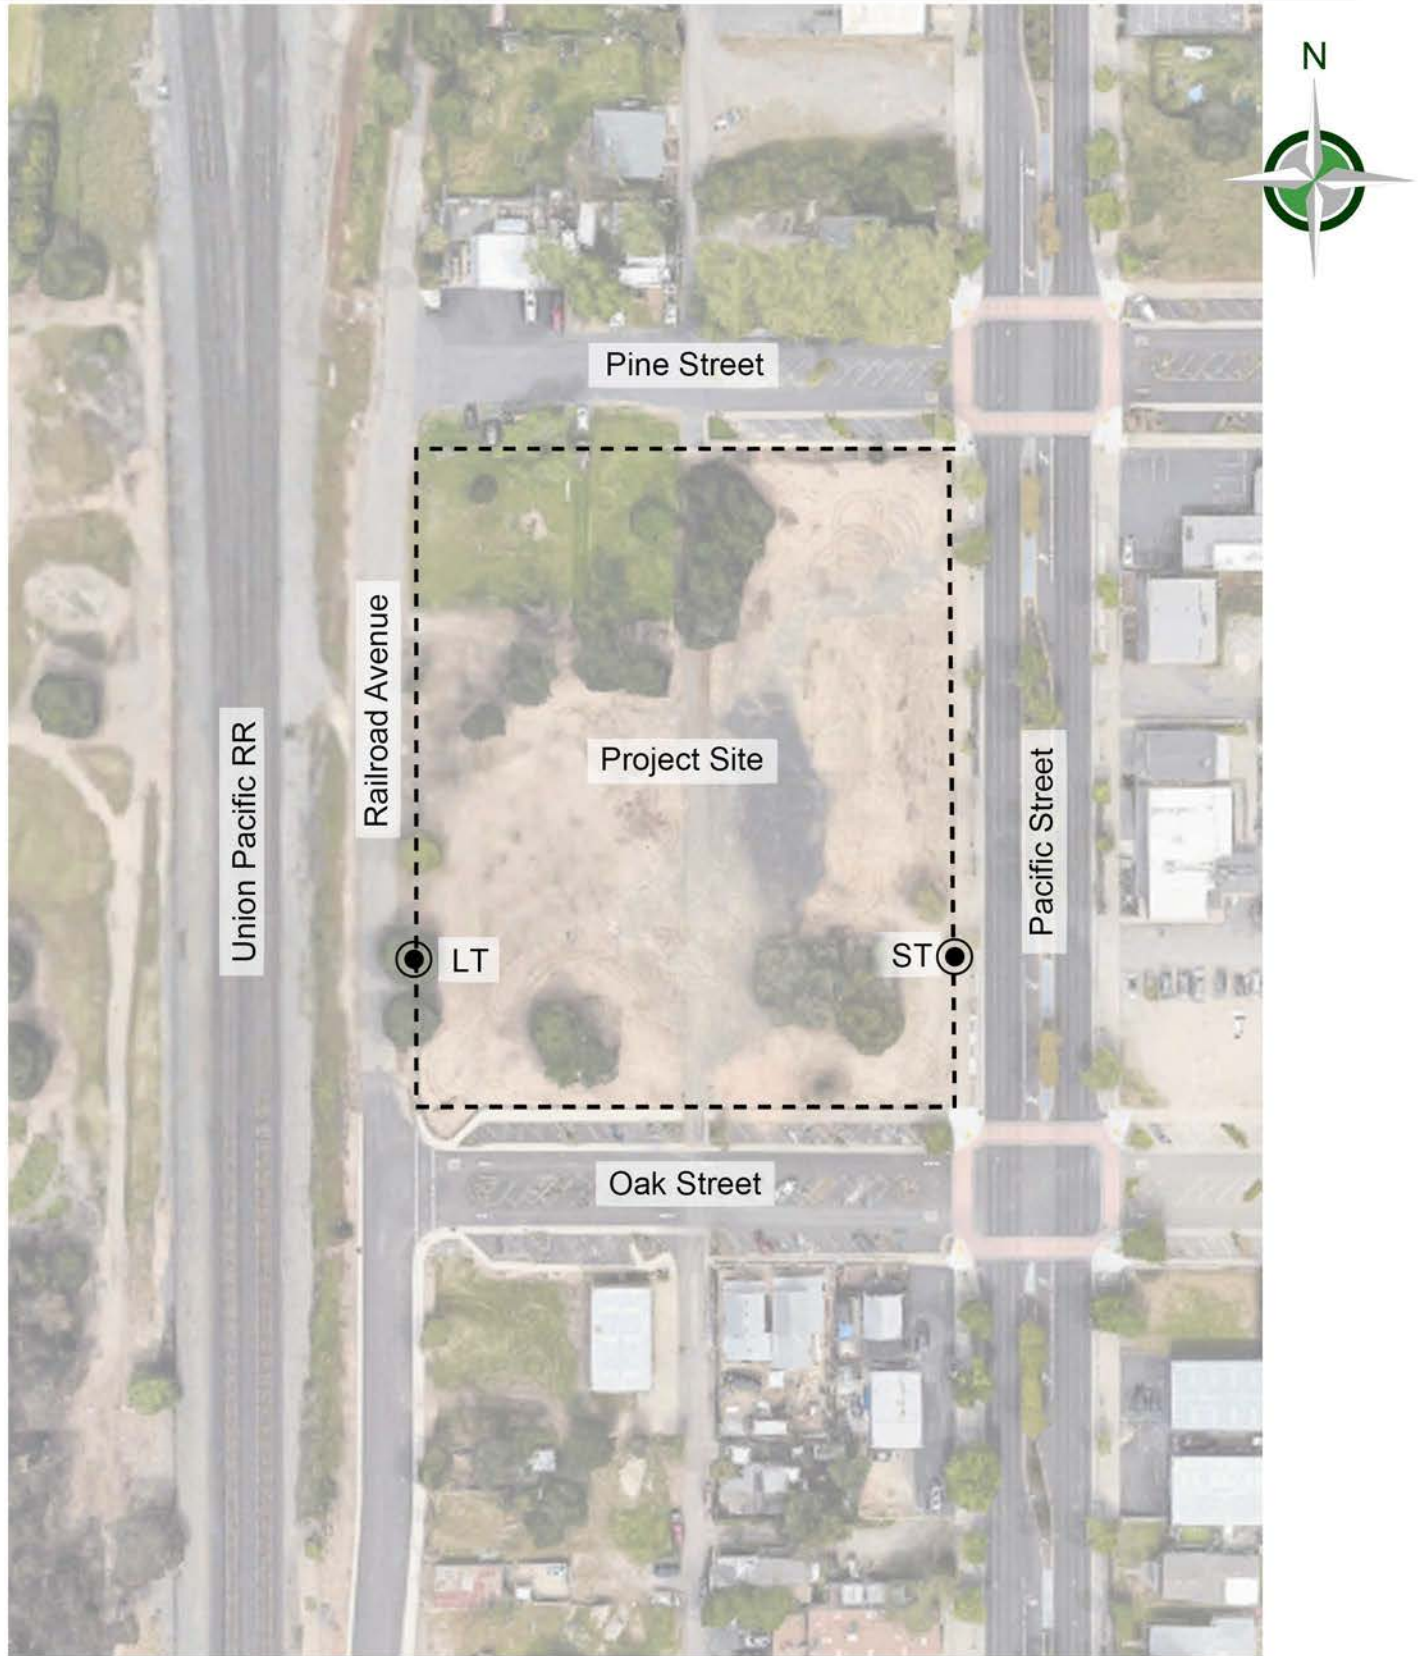 N
Pine Street
Railroad Avenue
Project Site
Union Pacific RR
Pacific Street
LT
ST
Oak Street